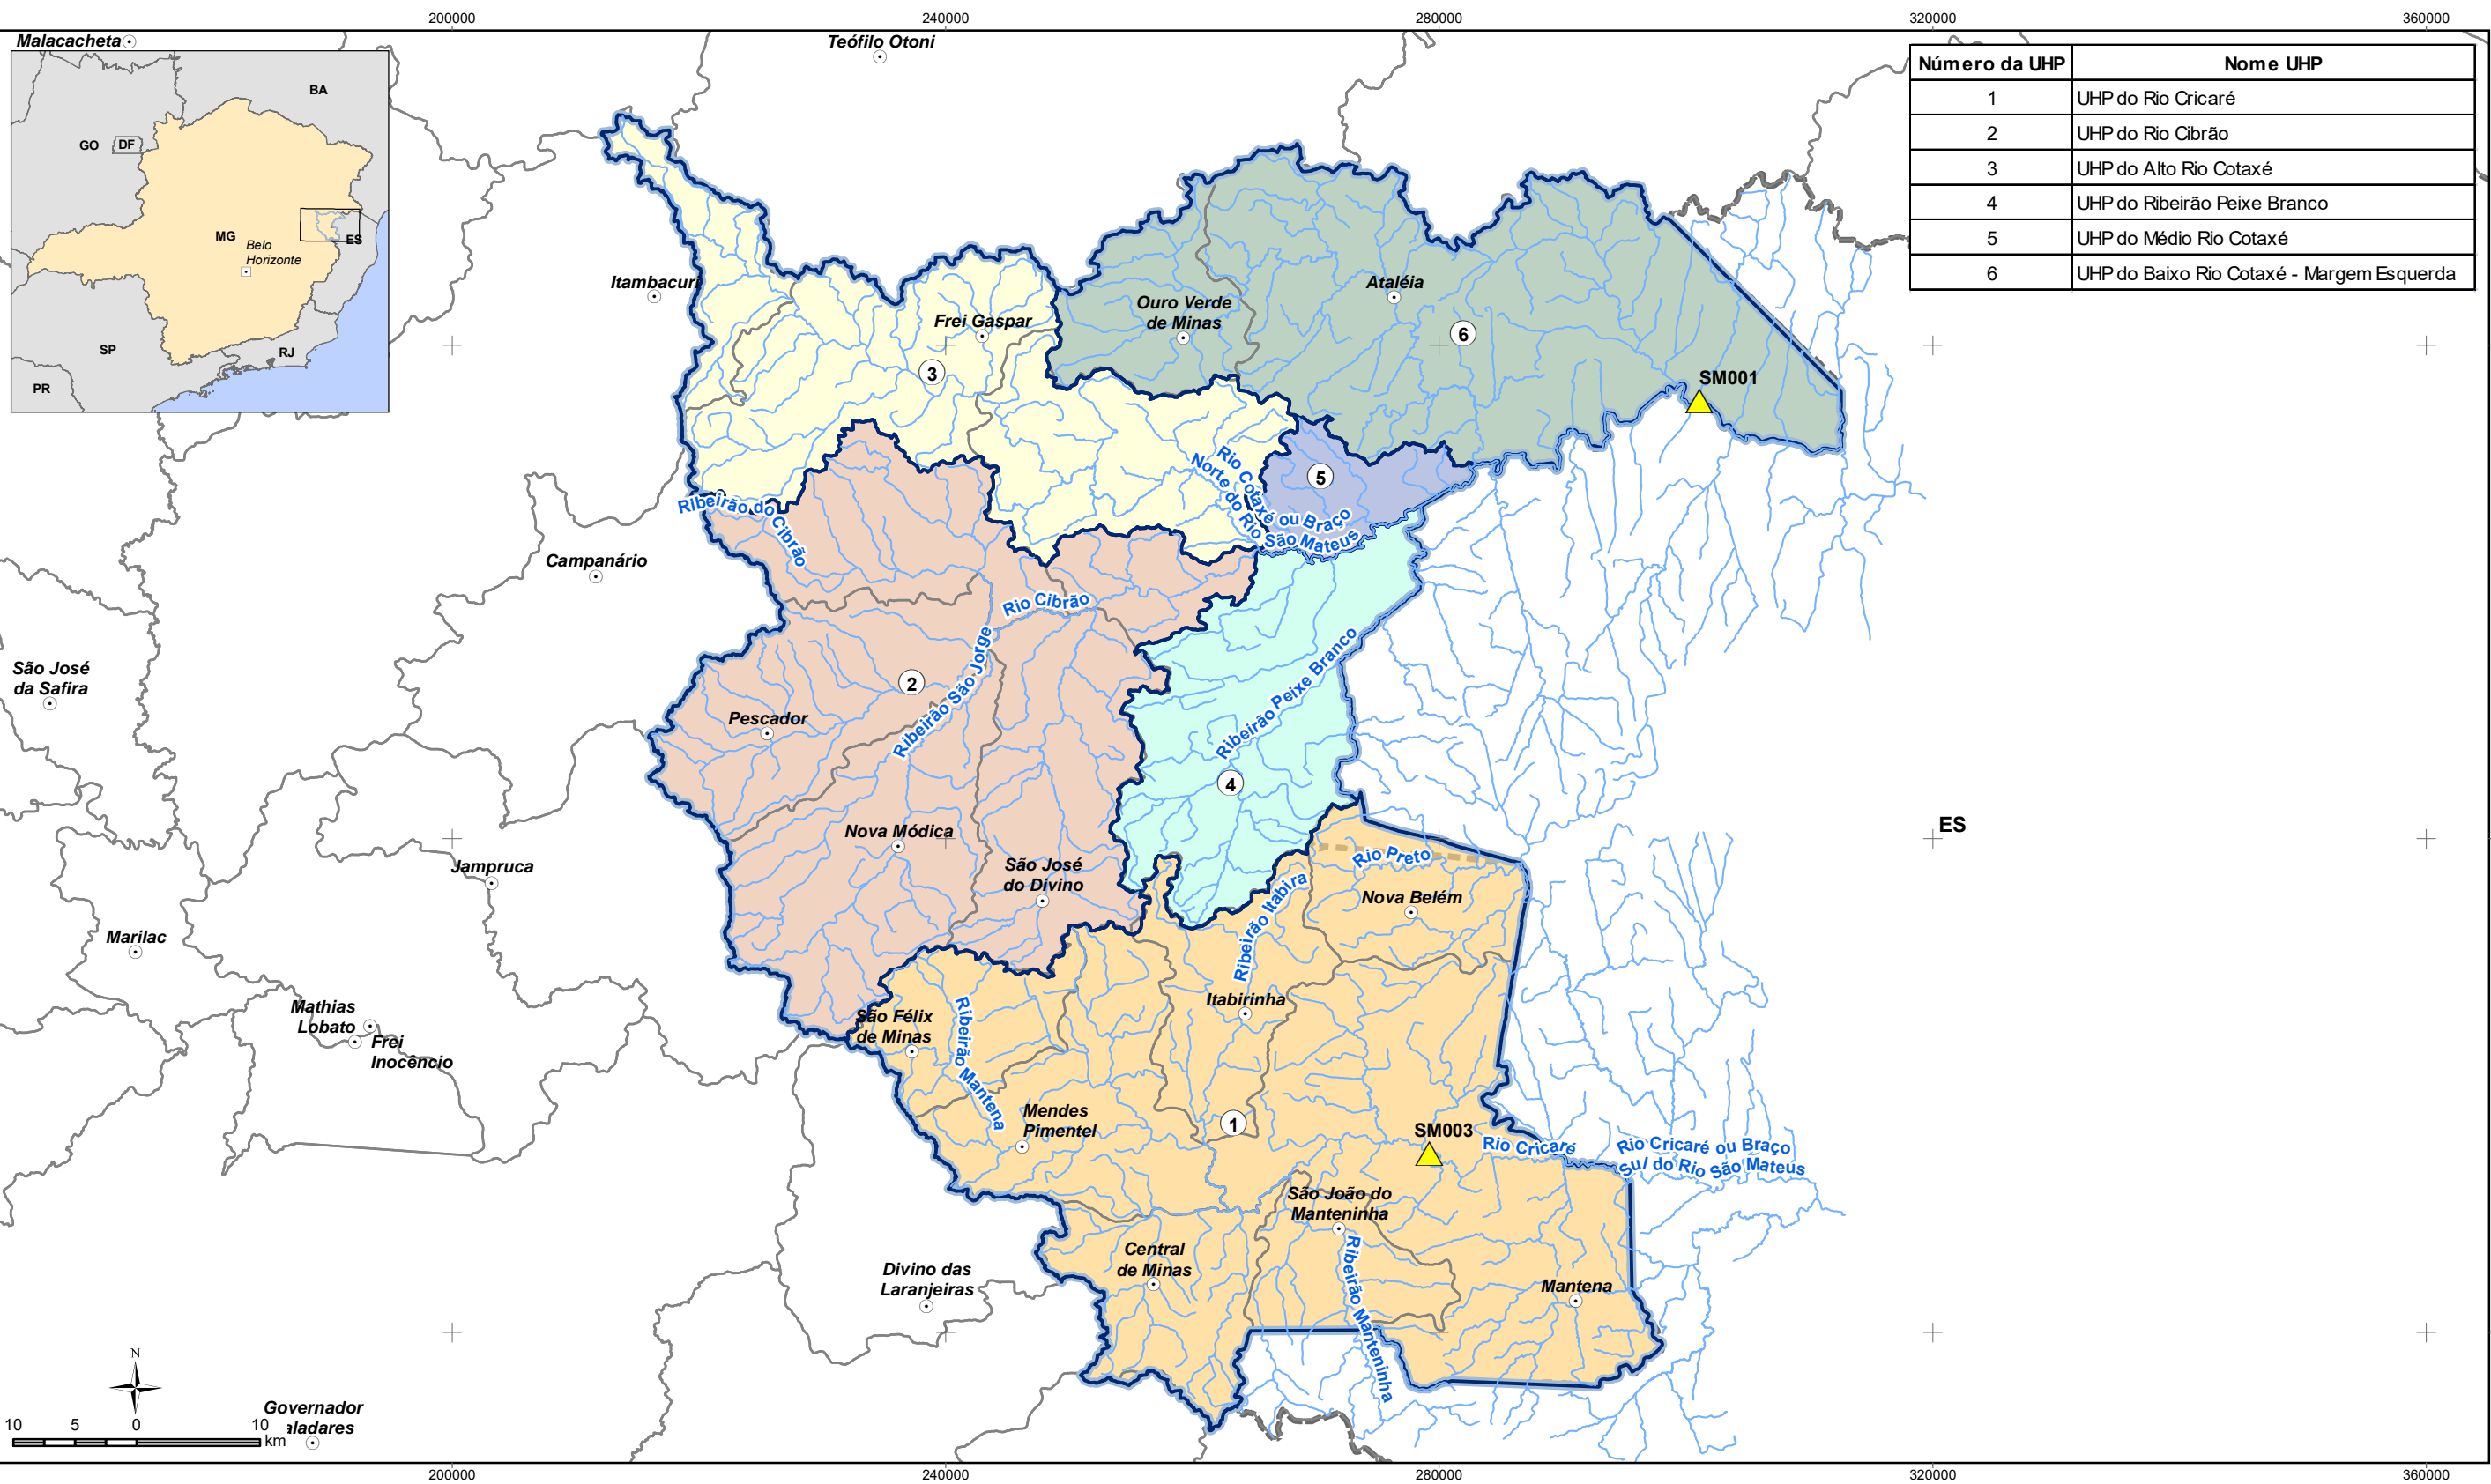 200000
240000
280000
320000
360000
Malacacheta
Teófilo Otoni
Número da UHP
Nome UHP
1
UHP do Rio Cricaré
2
UHP do Rio Cibrão
3
UHP do Alto Rio Cotaxé
4
UHP do Ribeirão Peixe Branco
5
UHP do Médio Rio Cotaxé
6
UHP do Baixo Rio Cotaxé - Margem Esquerda
BA
GO
DF
MG
Belo
Horizonte
ES
SP
RJ
PR
Itambacuri
Frei Gaspar
Ouro Verde
de Minas
Ataléia
6
3
SM001
5
Rio Cotaxé ou Braço
Norte do Rio São Mateus
Ribeirão do Cibrão
Campanário
Rio Cibrão
São José
da Safira
2
Ribeirão São Jorge
Ribeirão Peixe Branco
Pescador
4
Nova Módica
ES
Jampruca
São José
do Divino
Rio Preto
Ribeirão Itabira
Nova Belém
Marilac
Mathias
Lobato
Frei
Inocêncio
São Félix
de Minas
Ribeirão Mantena
Itabirinha
Mendes
Pimentel
1
SM003
Rio Cricaré
Rio Cricaré ou Braço
Sul do Rio São Mateus
São João do
Manteninha
Central
de Minas
Ribeirão Manteninha
Divino das
Laranjeiras
Mantena
N
Governador
aladares
10
5
0
10
km
200000
240000
280000
320000
360000